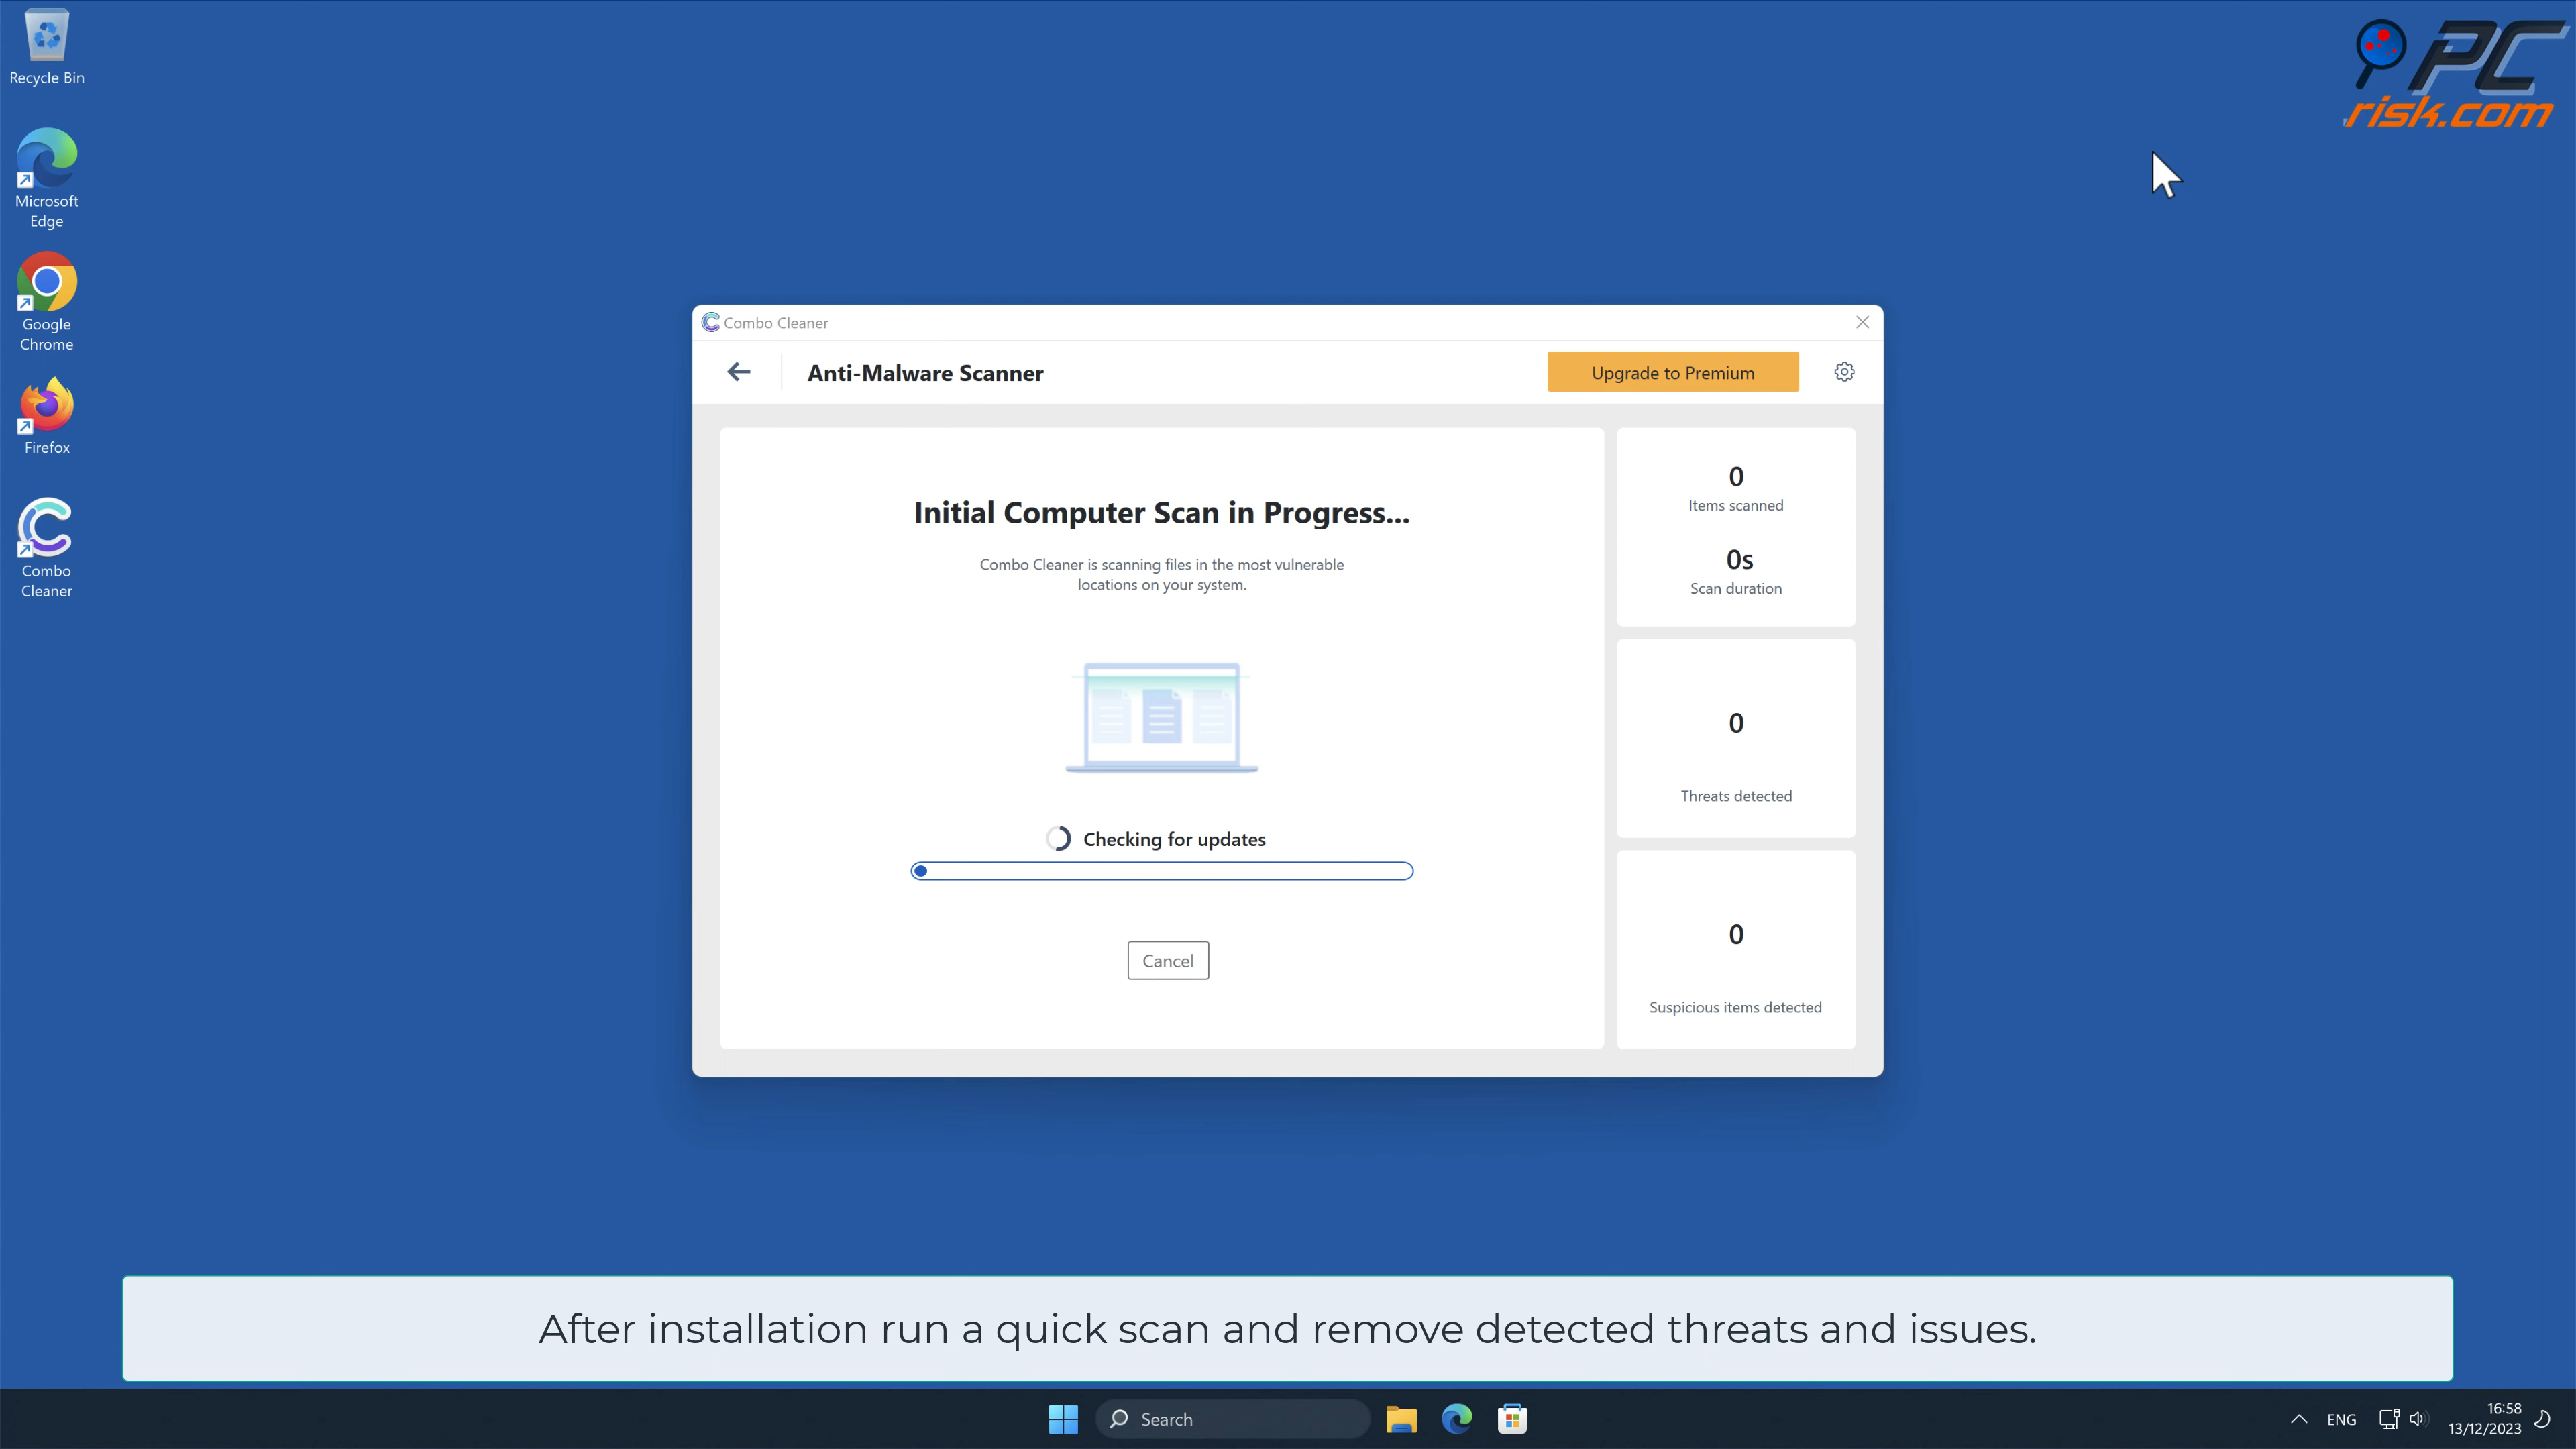 Recycle Bin
Microsoft
Edge
Google
Chrome
Firefox
Combo
Cleaner
PC
risk.com
Combo Cleaner
Anti-Malware Scanner
Upgrade to Premium
Initial Computer Scan in Progress...
Combo Cleaner is scanning files in the most vulnerable
locations on your system.
Checking for updates
Cancel
0
Items scanned
0s
Scan duration
0
Threats detected
0
Suspicious items detected
After installation run a quick scan and remove detected threats and issues.
Search
ENG
16:58
13/12/2023